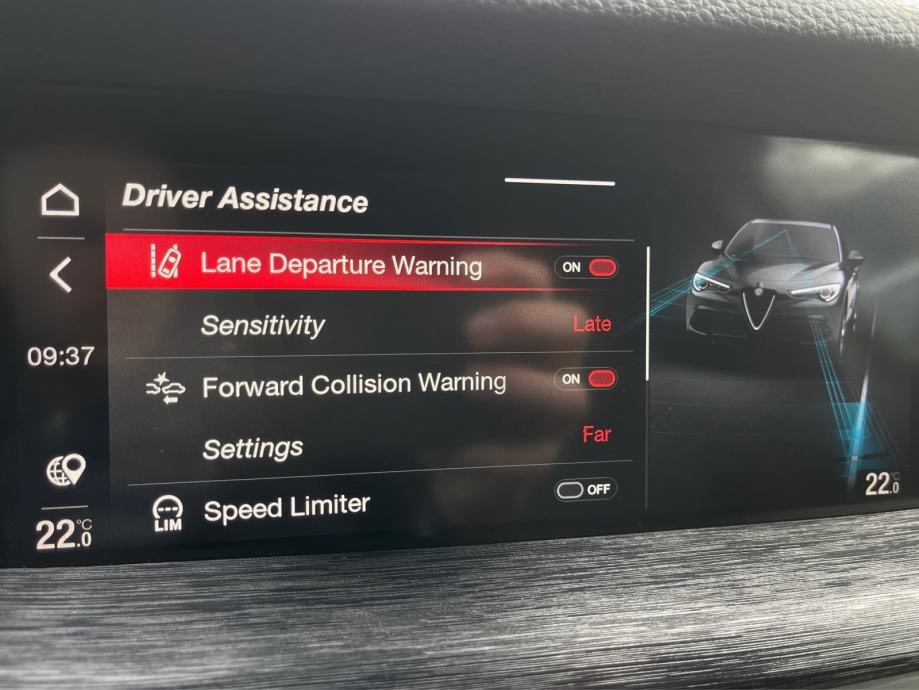 Driver Assistance
Lane Departure Warning ON
Sensitivity Late
09:37
Forward Collision Warning ON
Settings Far
LIM Speed Limiter OFF
22.0 °C
22.0